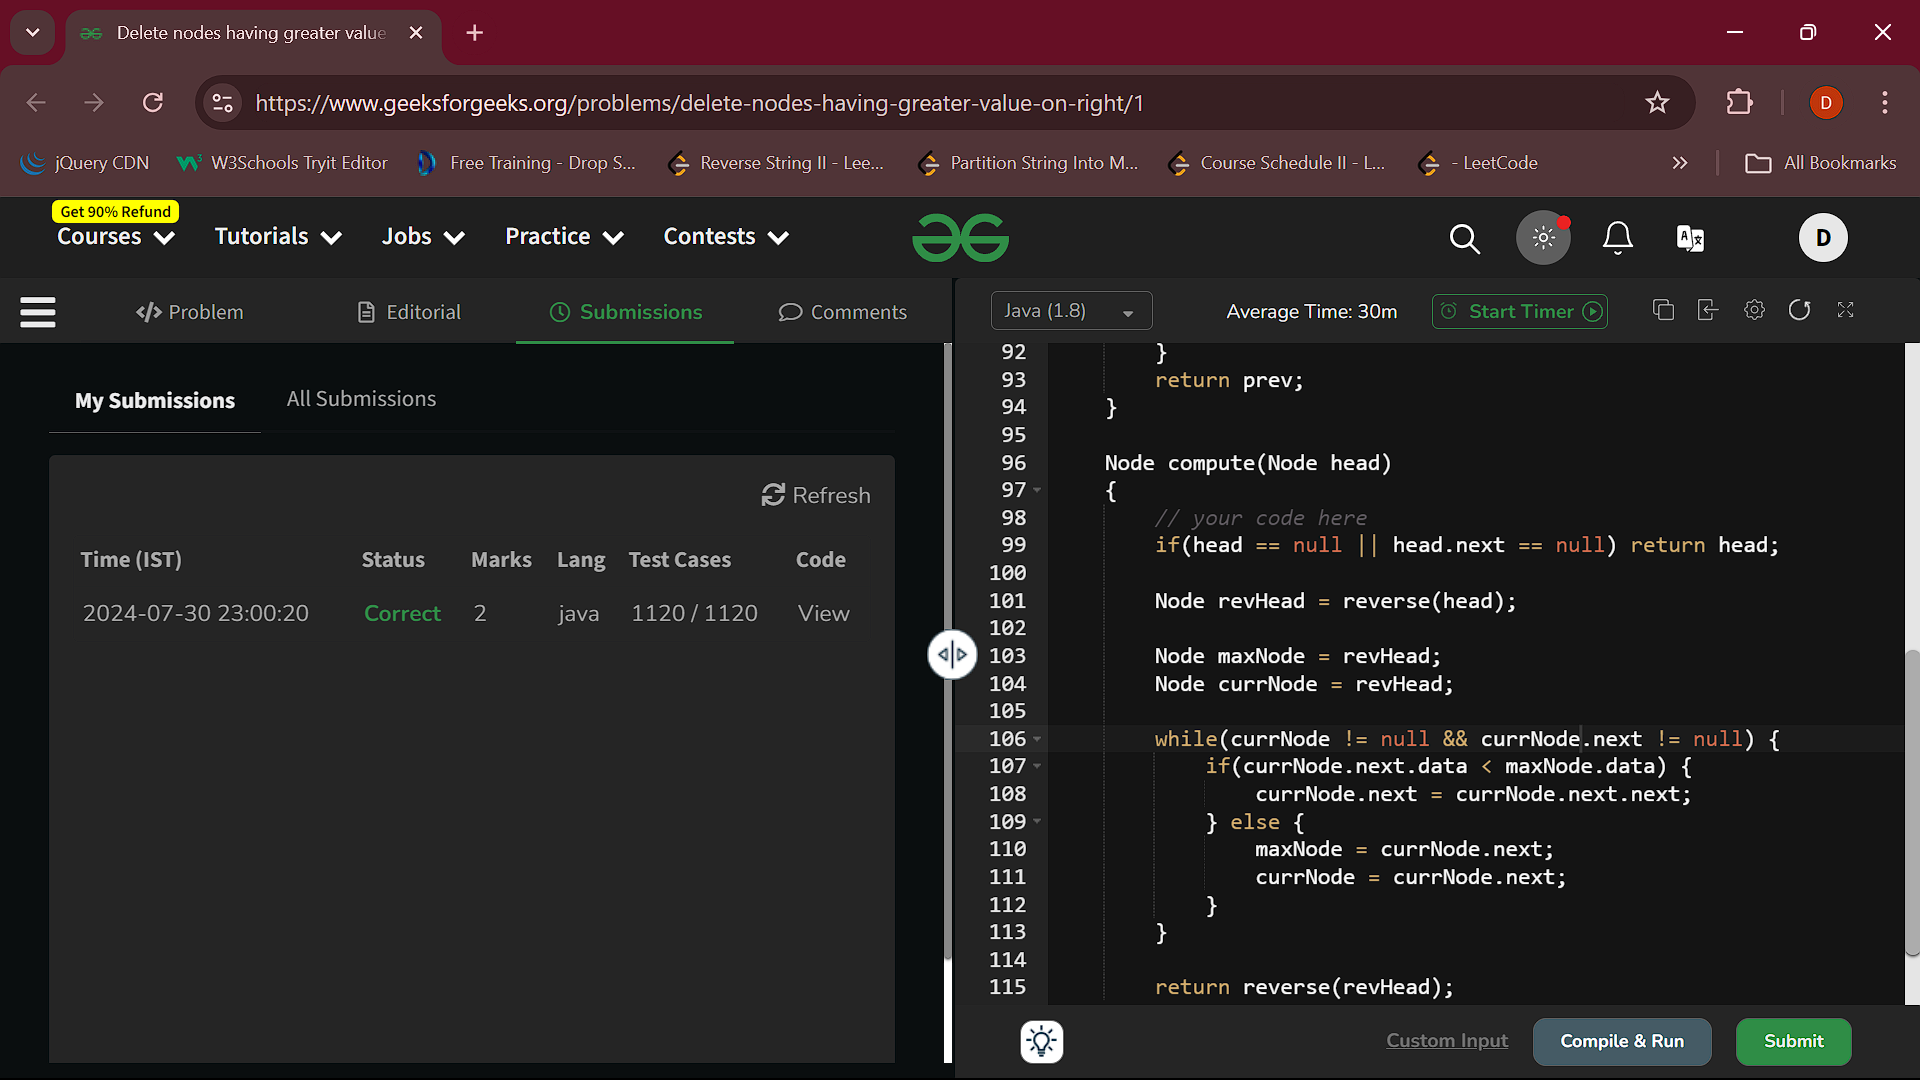 Delete nodes having greater value
https://www.geeksforgeeks.org/problems/delete-nodes-having-greater-value-on-right/1
D
jQuery CDN
W3Schools Tryit Editor
Free Training - Drop S...
Reverse String II - Lee...
Partition String Into M...
Course Schedule II - L...
- LeetCode
All Bookmarks
Get 90% Refund
Courses
Tutorials
Jobs
Practice
Contests
D
Problem
Editorial
Submissions
Comments
Java (1.8)
Average Time: 30m
Start Timer
My Submissions
All Submissions
Refresh
Time (IST) Status Marks Lang Test Cases Code
2024-07-30 23:00:20 Correct 2 java 1120 / 1120 View
92 }
93 return prev;
94 }
95
96 Node compute(Node head)
97 {
98 // your code here
99 if(head == null || head.next == null) return head;
100
101 Node revHead = reverse(head);
102
103 Node maxNode = revHead;
104 Node currNode = revHead;
105
106 while(currNode != null && currNode.next != null) {
107 if(currNode.next.data < maxNode.data) {
108 currNode.next = currNode.next.next;
109 } else {
110 maxNode = currNode.next;
111 currNode = currNode.next;
112 }
113 }
114
115 return reverse(revHead);
Custom Input
Compile & Run
Submit